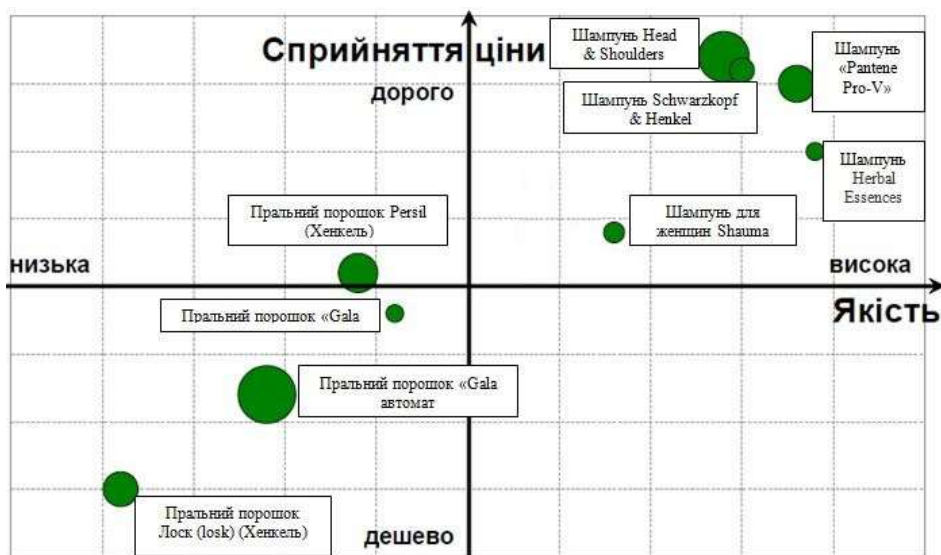 Сприйняття ціни
дорого
Шампунь Head
& Shoulders
Шампунь
«Pantene
Pro-V»
Шампунь Schwarzkopf
& Henkel
Шампунь
Herbal
Essences
Пральний порошок Persil
(Хенкель)
Шампунь для
женщин Shauma
низька
висока
Якість
Пральний порошок «Gala
Пральний порошок «Gala
автомат
Пральний порошок
Лоск (losk) (Хенкель)
дешево